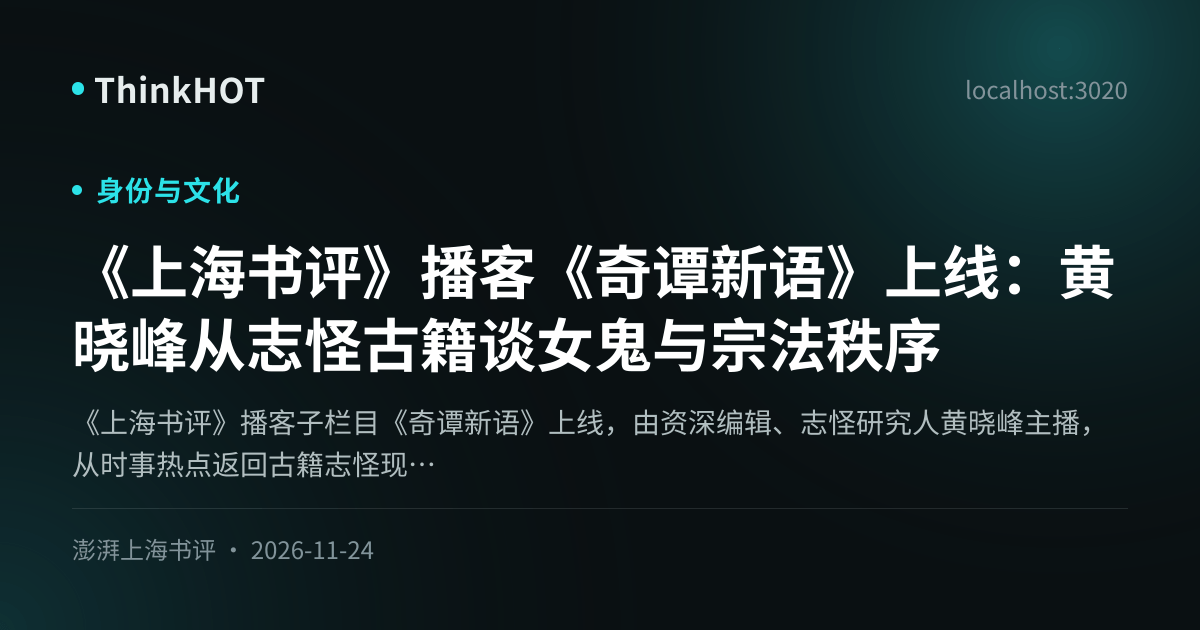 ThinkHOT
localhost:3020
身份与文化
《上海书评》播客《奇谭新语》上线：黄
晓峰从志怪古籍谈女鬼与宗法秩序
《上海书评》播客子栏目《奇谭新语》上线，由资深编辑、志怪研究人黄晓峰主播，
从时事热点返回古籍志怪现…
澎湃上海书评 • 2026-11-24